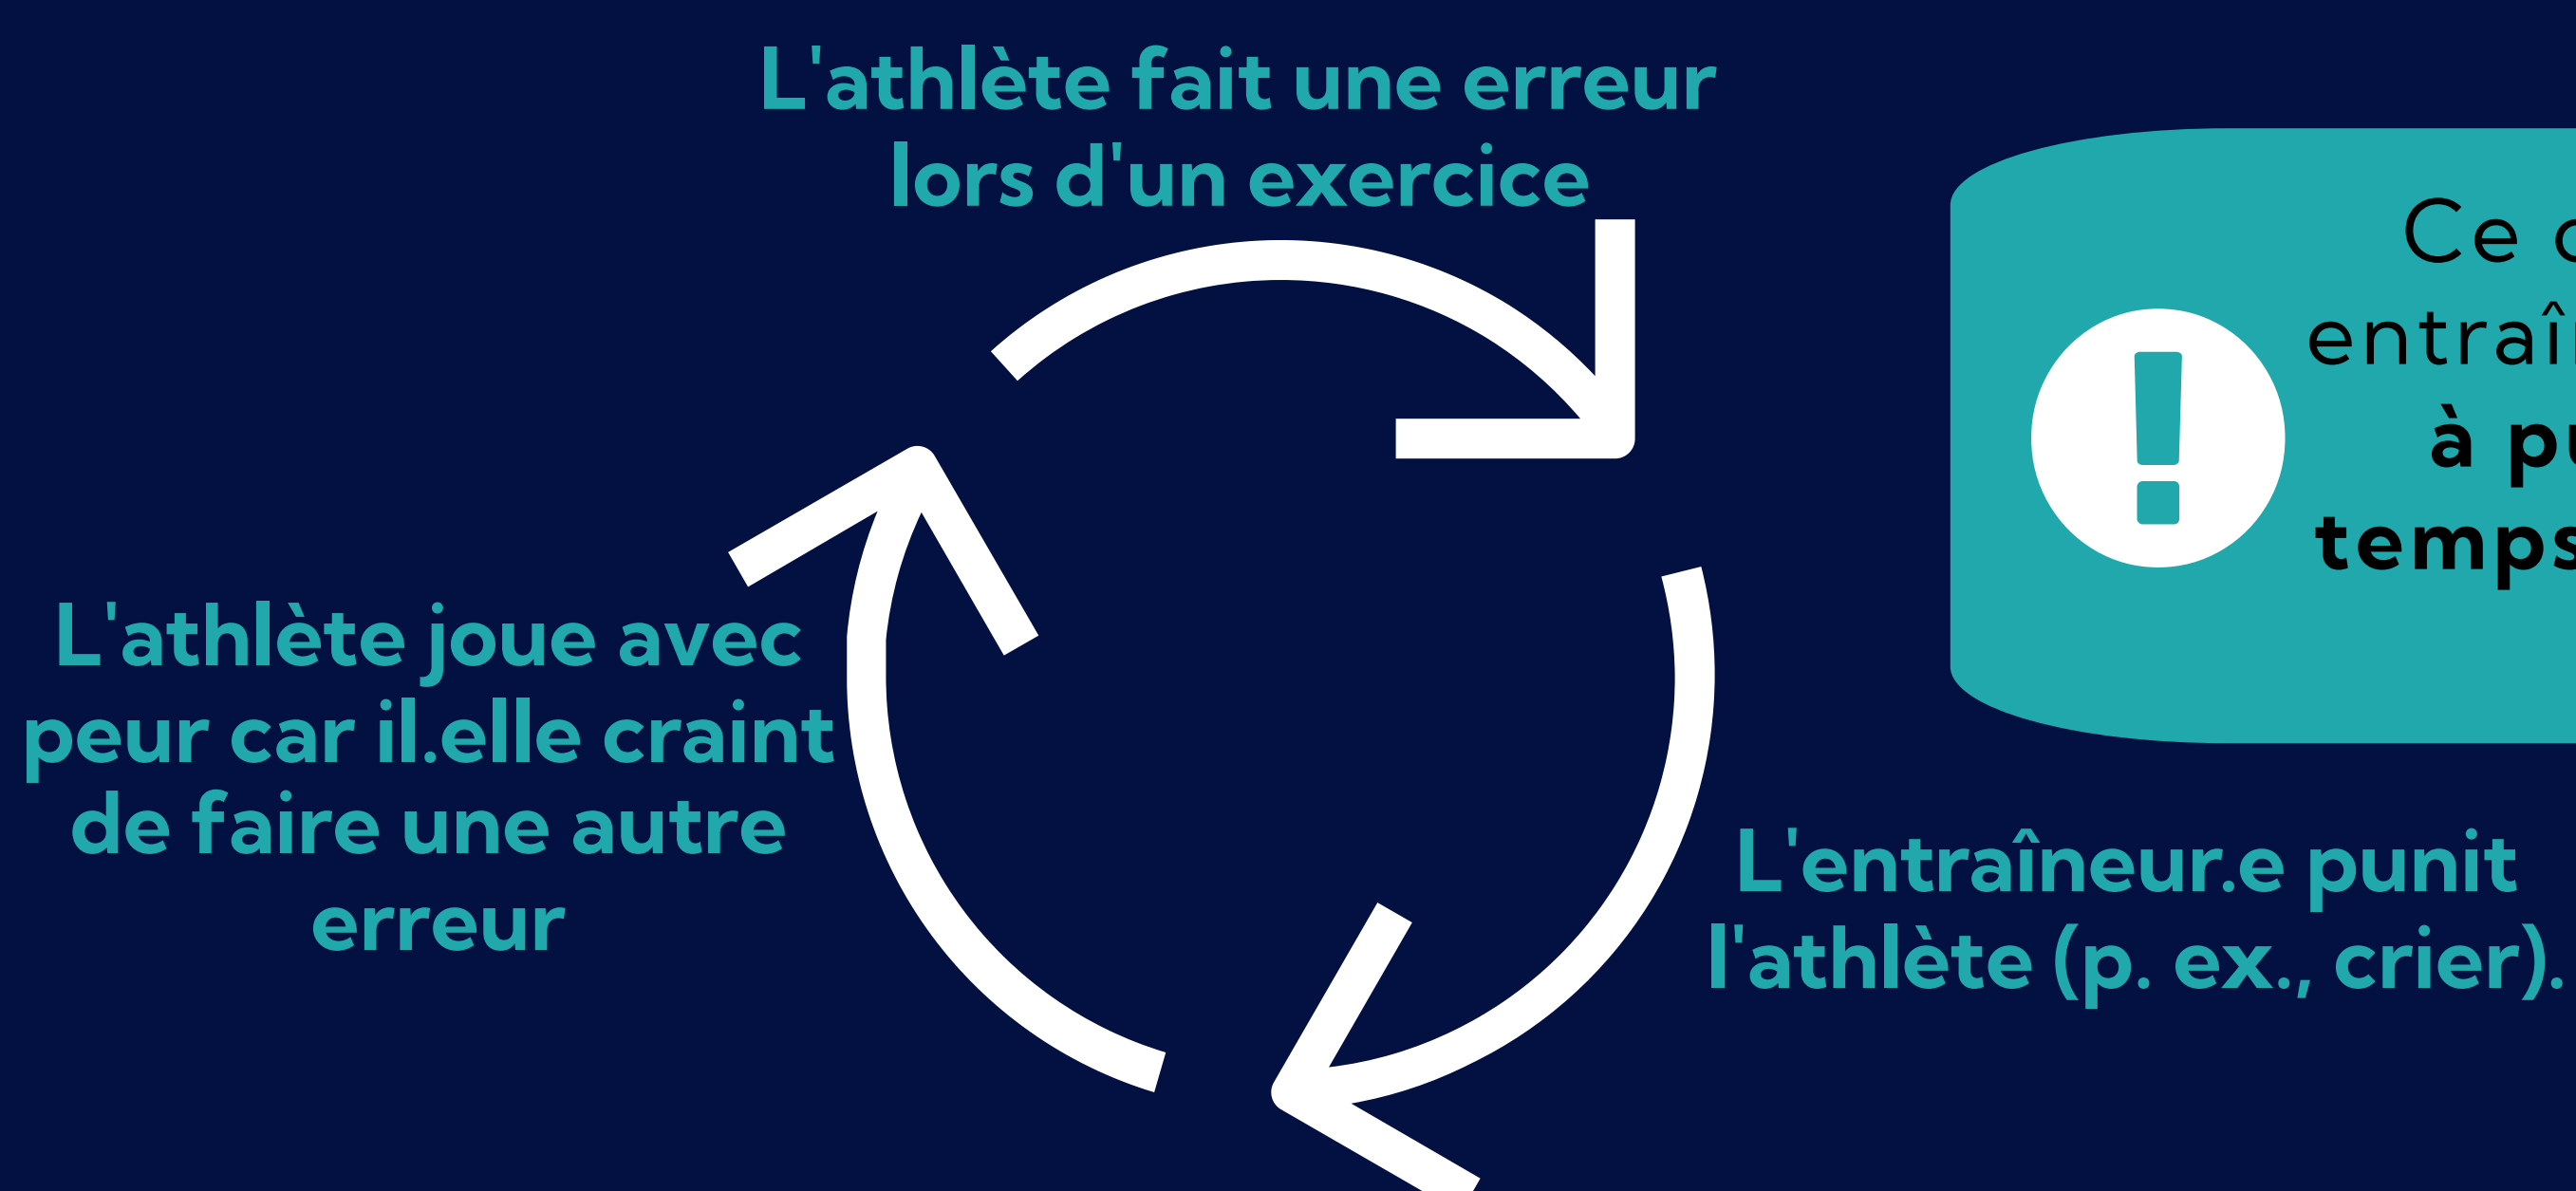 L'athlète fait une erreur
lors d'un exercice
Ce
à
temps
L'athlète joue avec
peur car il.elle craint
de faire une autre
erreur
L'entraîneur.e punit
l'athlète (p. ex., crier).